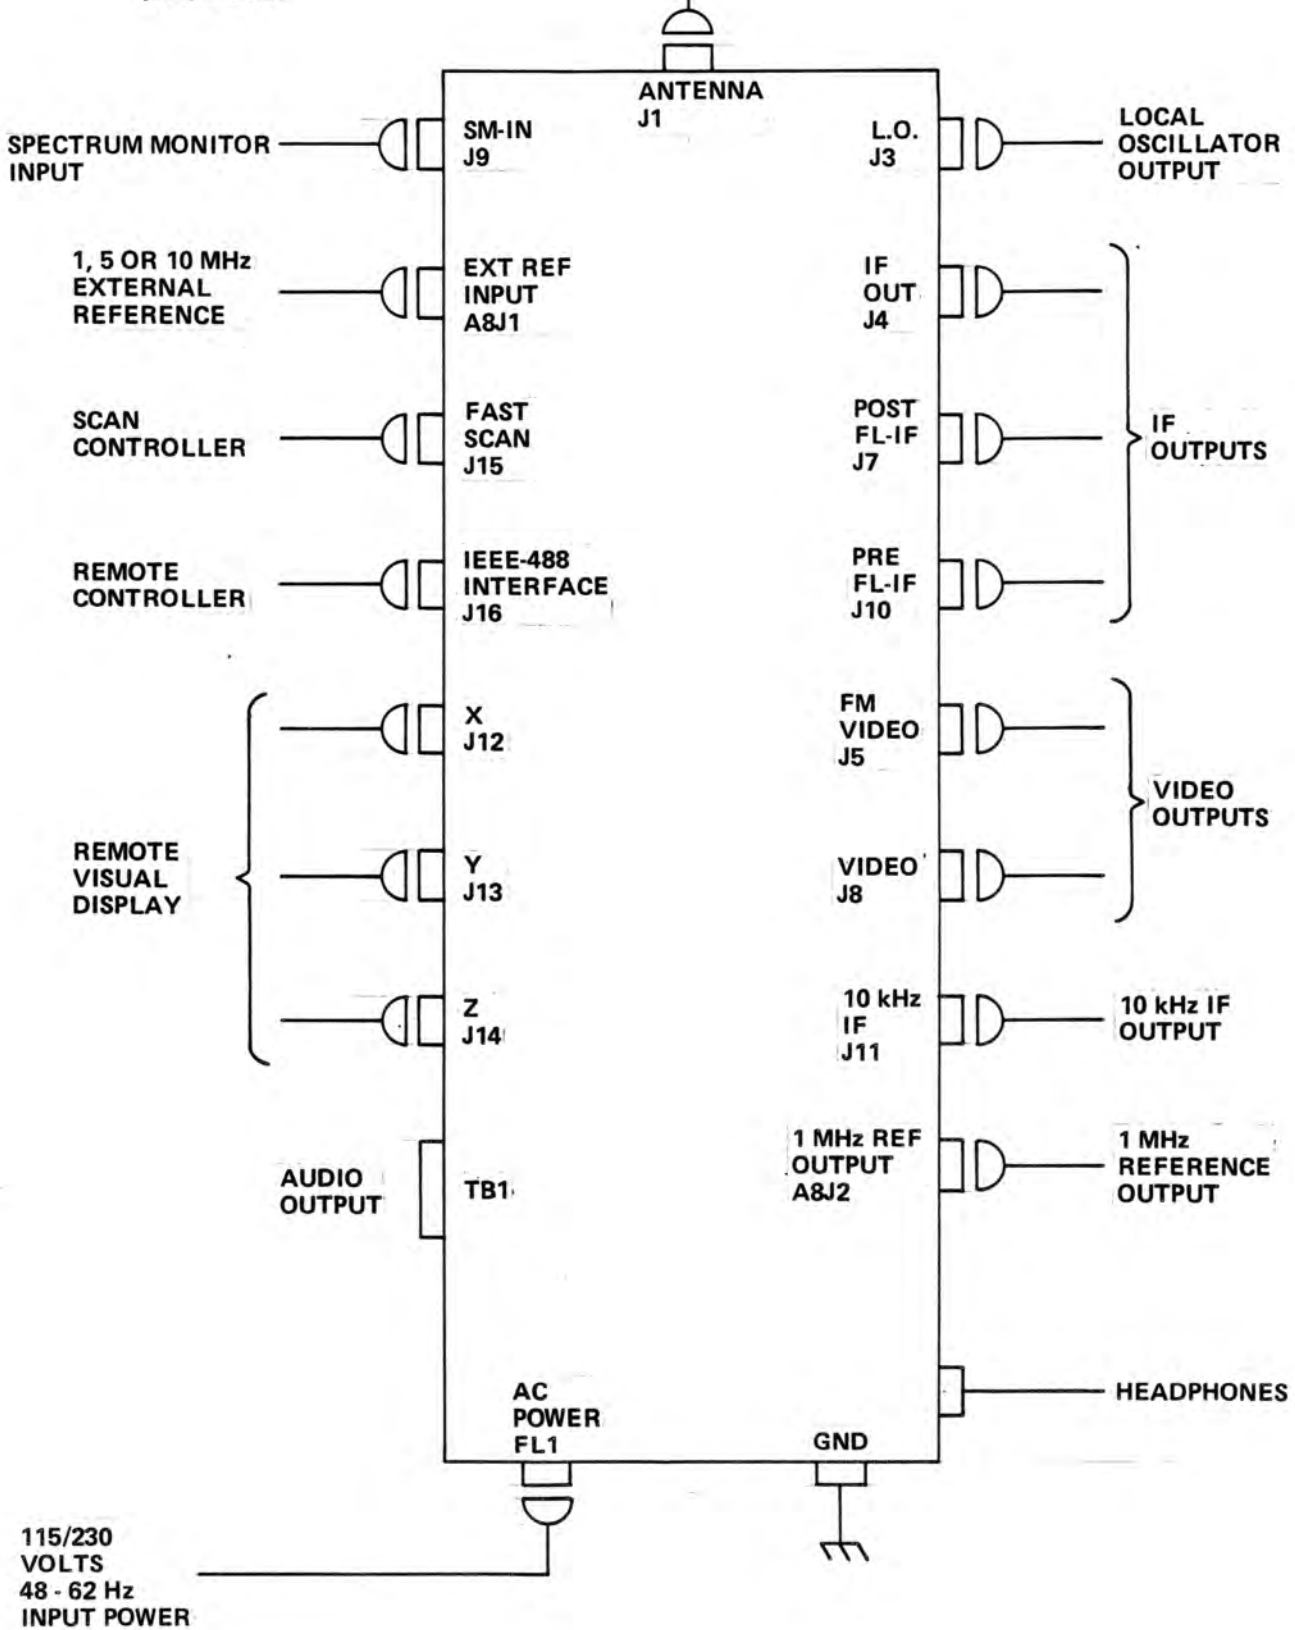 ANTENNA
J1
SPECTRUM MONITOR
INPUT
SM-IN
J9
L.O.
J3
LOCAL
OSCILLATOR
OUTPUT
1, 5 OR 10 MHz
EXTERNAL
REFERENCE
EXT REF
INPUT
A8J1
IF
OUT
J4
SCAN
CONTROLLER
FAST
SCAN
J15
POST
FL-IF
J7
IF
OUTPUTS
REMOTE
CONTROLLER
IEEE-488
INTERFACE
J16
PRE
FL-IF
J10
X
J12
FM
VIDEO
J5
VIDEO
OUTPUTS
REMOTE
VISUAL
DISPLAY
Y
J13
VIDEO
J8
Z
J14
10 kHz
IF
J11
10 kHz IF
OUTPUT
AUDIO
OUTPUT
TB1
1 MHz REF
OUTPUT
A8J2
1 MHz
REFERENCE
OUTPUT
HEADPHONES
AC
POWER
FL1
GND
115/230
VOLTS
48 - 62 Hz
INPUT POWER